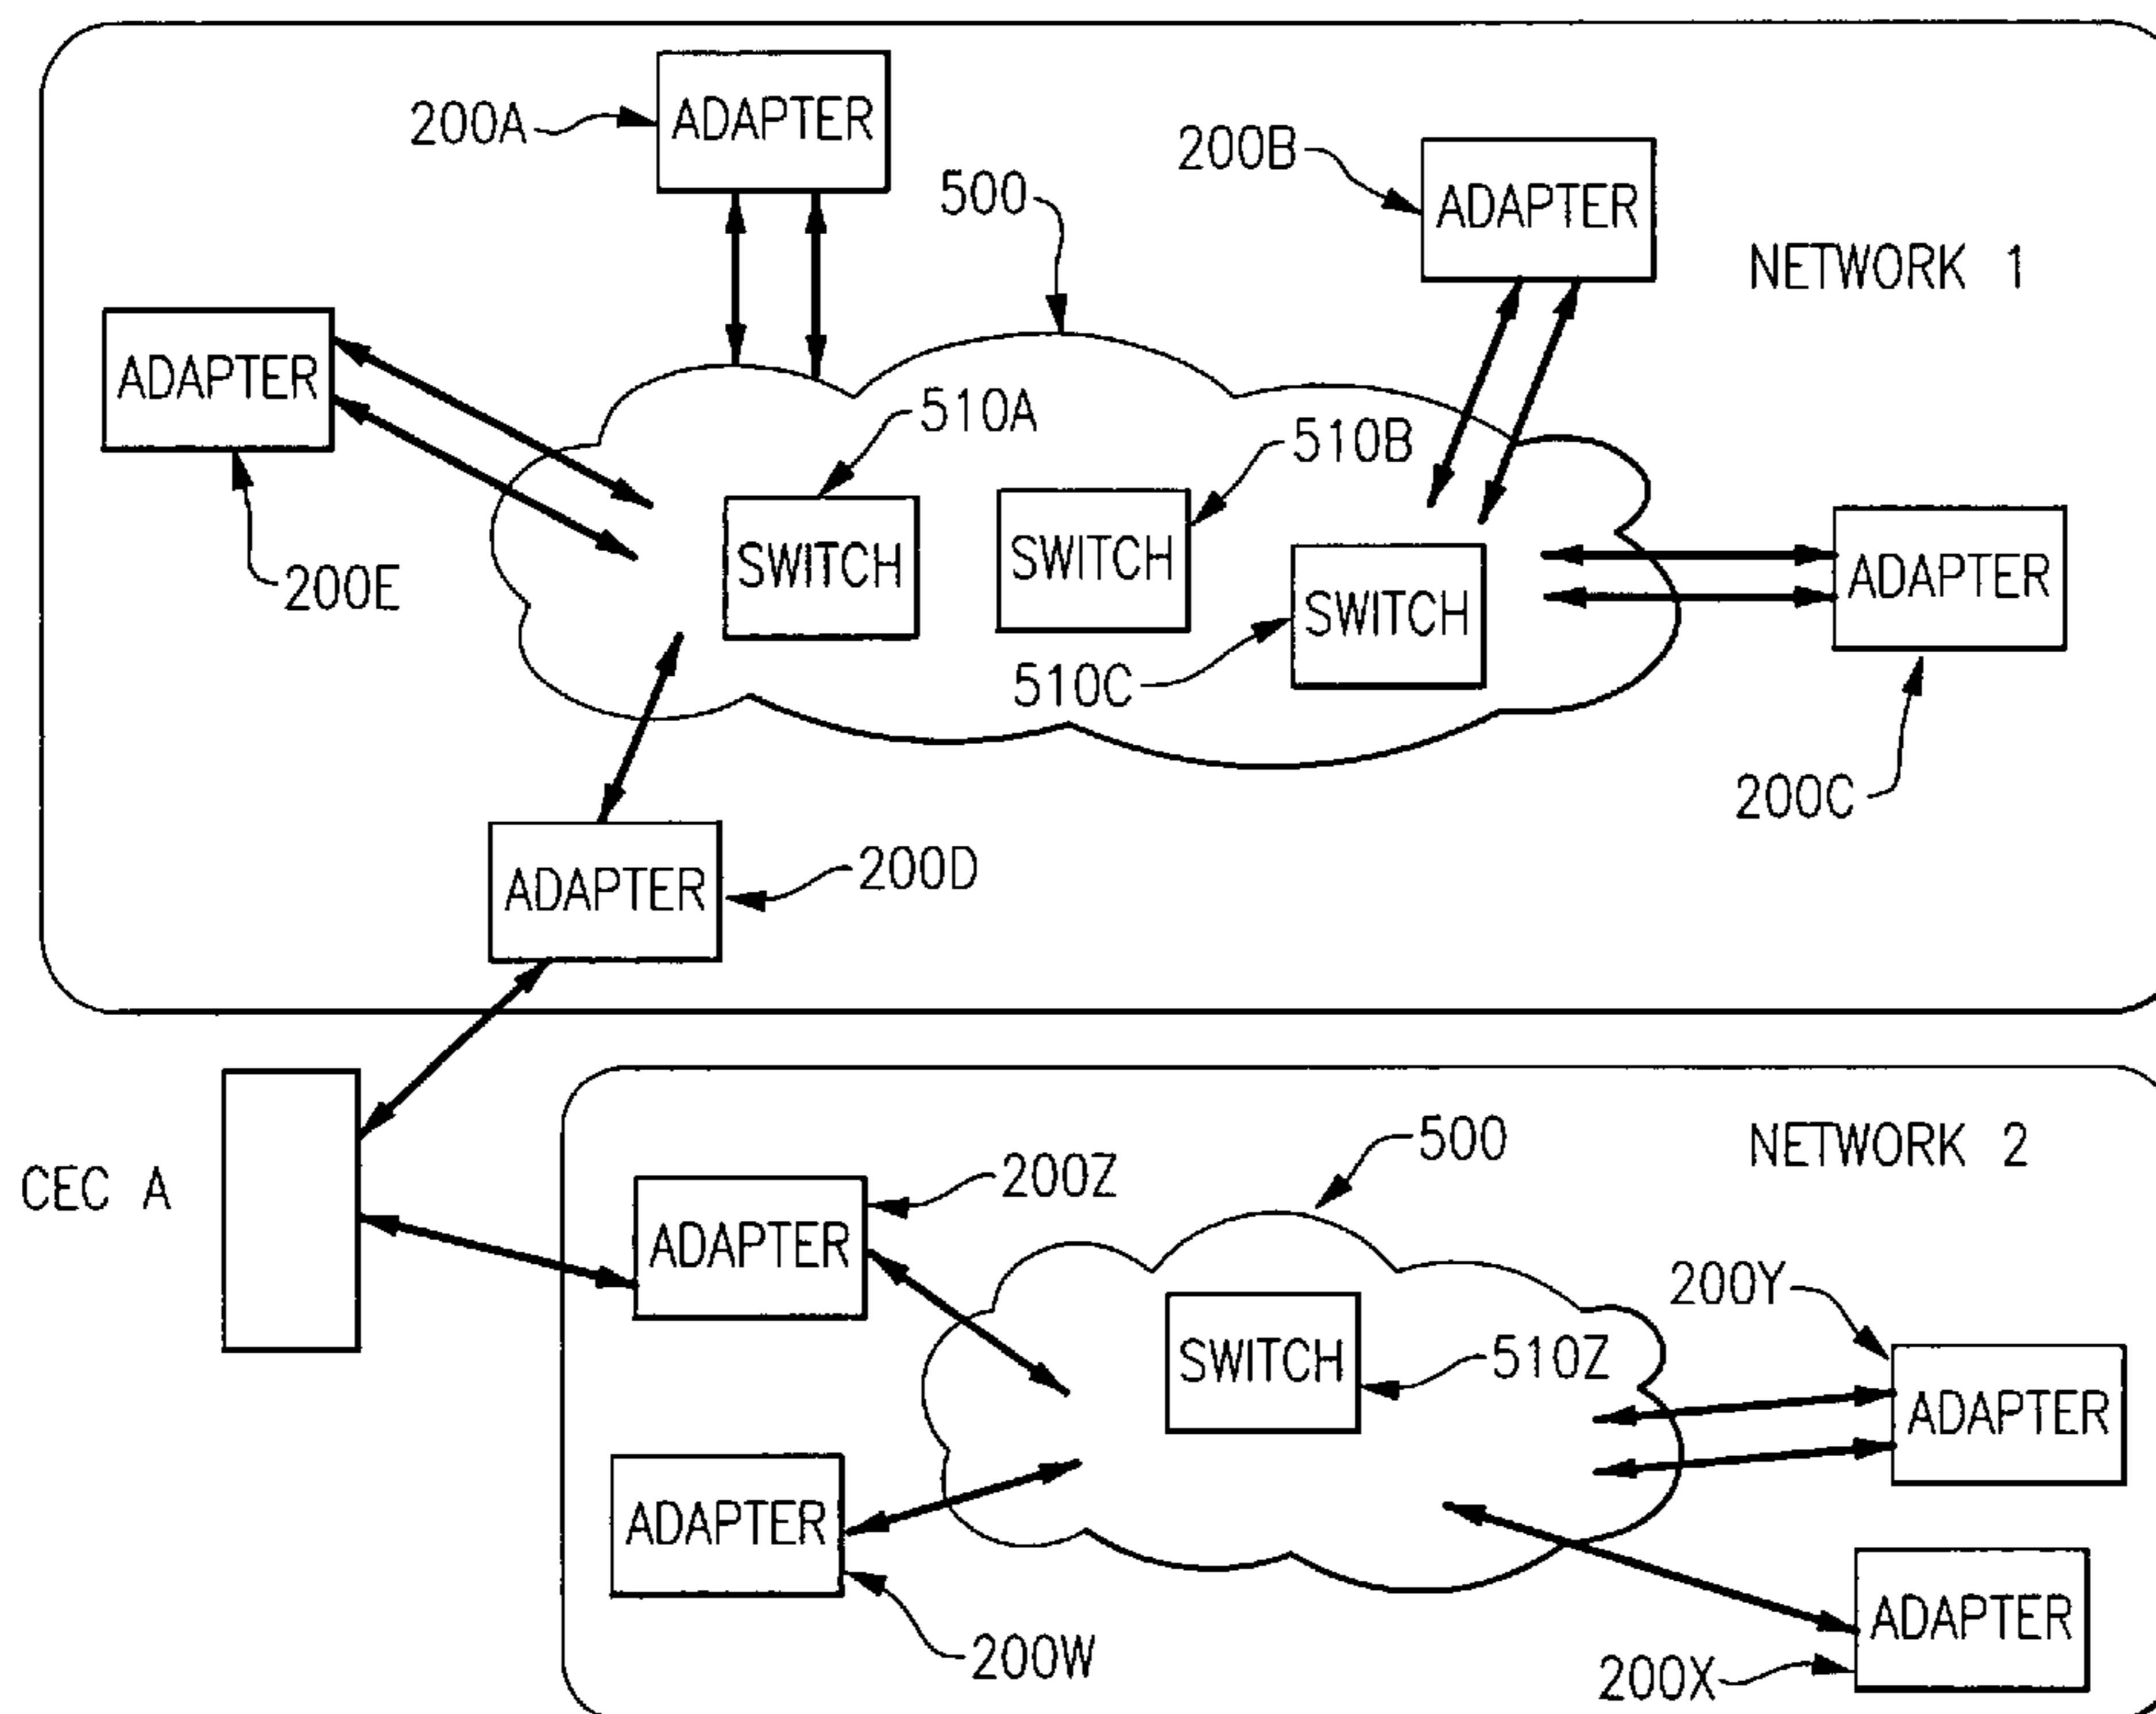 ADAPTER
200A
200B
ADAPTER
500
NETWORK 1
ADAPTER
510A
510B
200E
SWITCH
SWITCH
SWITCH
ADAPTER
510C
200C
ADAPTER
200D
CEC A
NETWORK 2
500
200Z
ADAPTER
200Y
SWITCH
510Z
ADAPTER
ADAPTER
200W
ADAPTER
200X